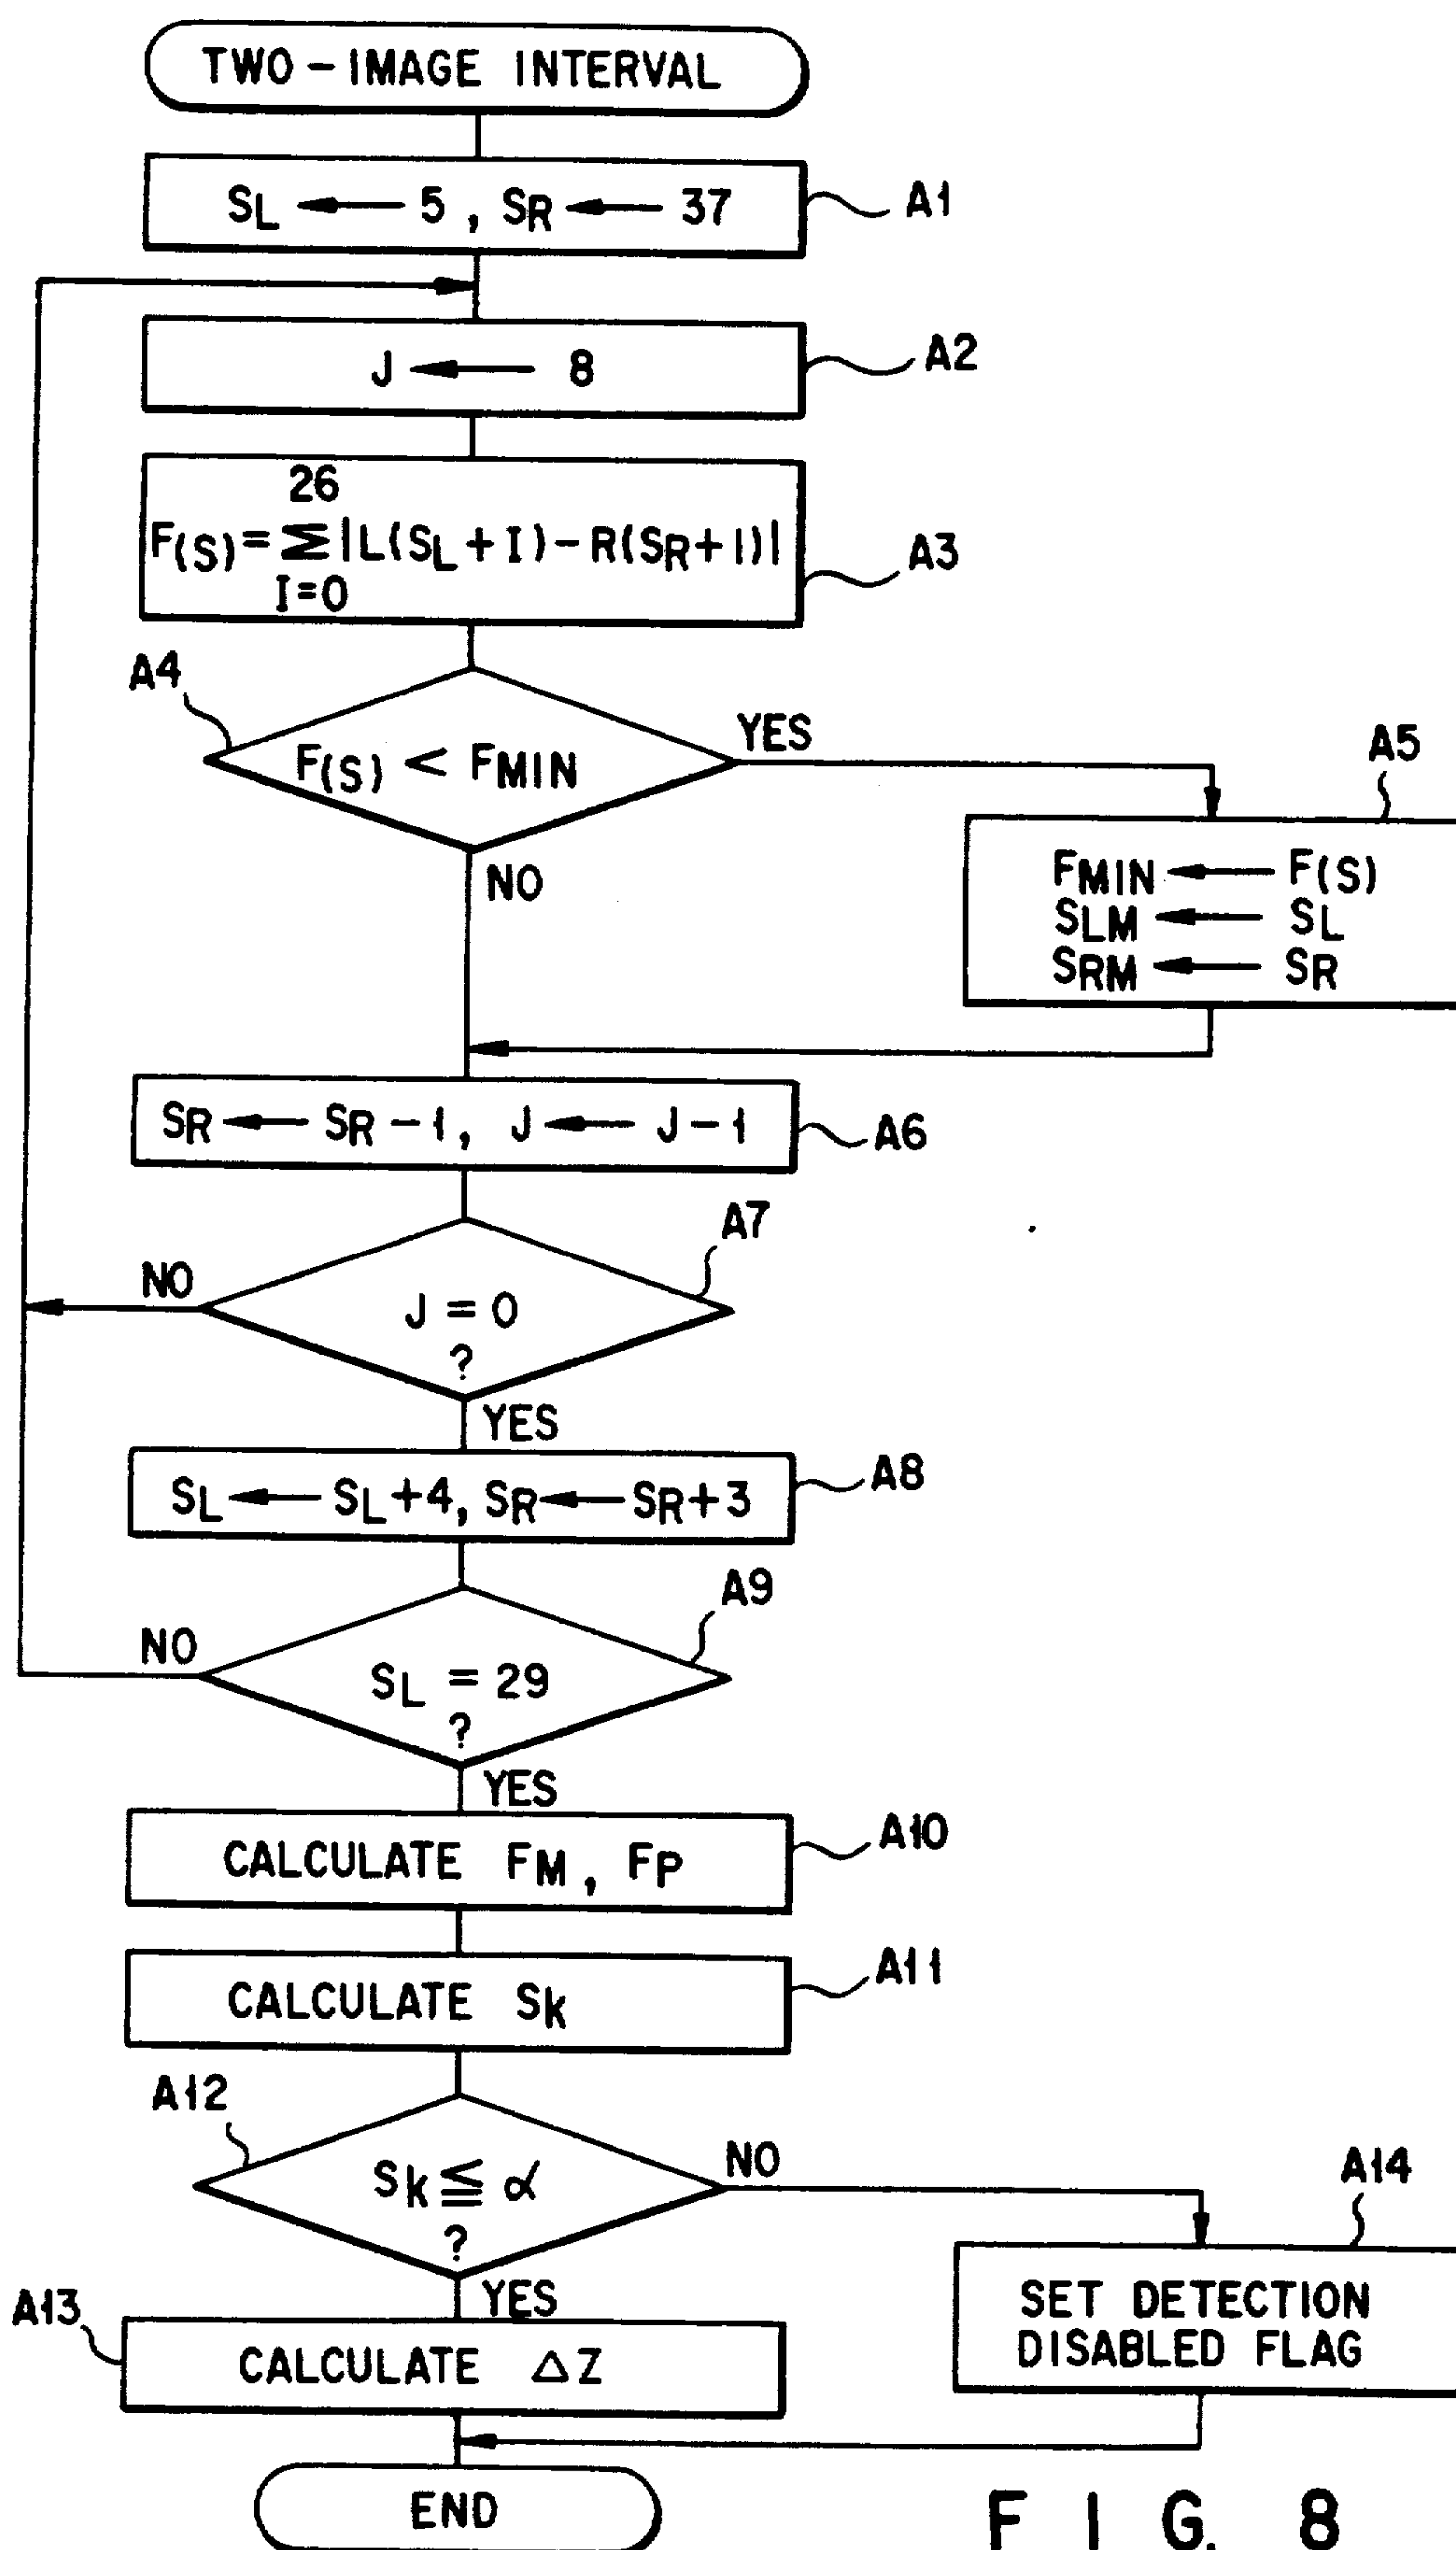 TWO-IMAGE INTERVAL
SL ← 5, SR ← 37
A1
J ← 8
A2
26
F(S)=Σ|L(SL+I)-R(SR+I)|
I=0
A3
A4
F(S) < FMIN
YES
NO
A5
FMIN ← F(S)
SLM ← SL
SRM ← SR
SR ← SR-1, J ← J-1
A6
A7
J=0
?
NO
YES
SL ← SL+4, SR ← SR+3
A8
A9
SL = 29
?
NO
YES
CALCULATE FM, FP
A10
CALCULATE Sk
A11
A12
Sk ≦ α
?
NO
YES
A13
CALCULATE ΔZ
A14
SET DETECTION
DISABLED FLAG
END
FIG. 8